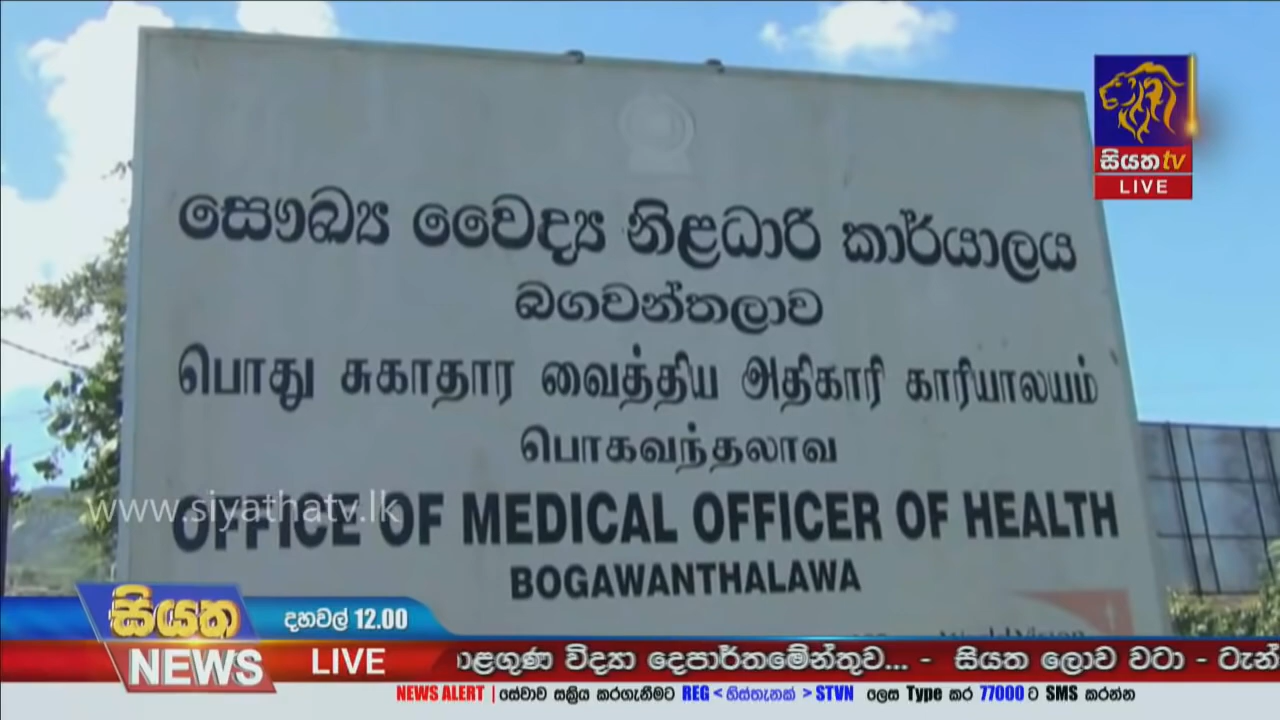 සියත tv
LIVE
සෞඛ්‍ය වෛද්‍ය නිළධාරි කාර්යාලය
බගවන්තලාව
பொது சுகாதார வைத்திய அதிகாரி காரியாலயம்
பொகவந்தலாவ
www.siyathatv.lk
OFFICE OF MEDICAL OFFICER OF HEALTH
BOGAWANTHALAWA
සියත
දහවල් 12.00
NEWS LIVE ාළගුණ විද්‍යා දෙපාර්තමේන්තුව... - සියත ලොව වටා - ටැන්
NEWS ALERT | සේවාව සක්‍රිය කරගැනීමට REG < හිස්තැනක් > STVN ලෙස Type කර 77000 ට SMS කරන්න